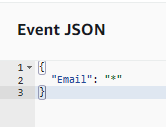 Event JSON
1 {
2 "Email": "*"
3 }